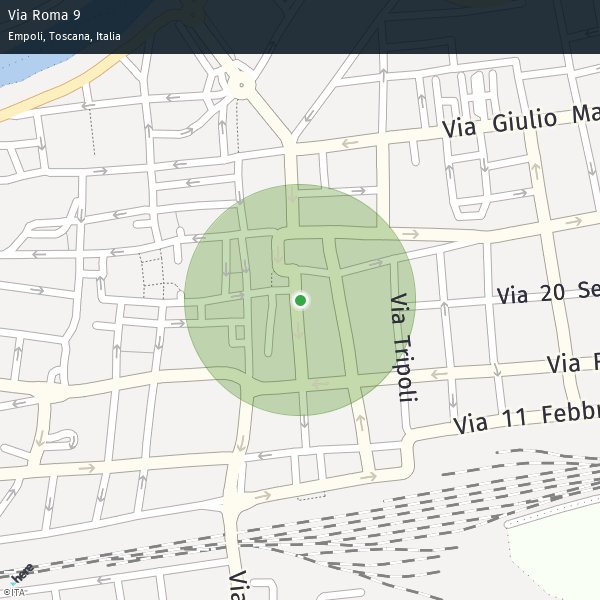 Via Roma 9
Empoli, Toscana, Italia
Via Giulio Ma
Via 20 Se
Via Tripoli
Via F
Via 11 Febbr
Via
here
©ITA